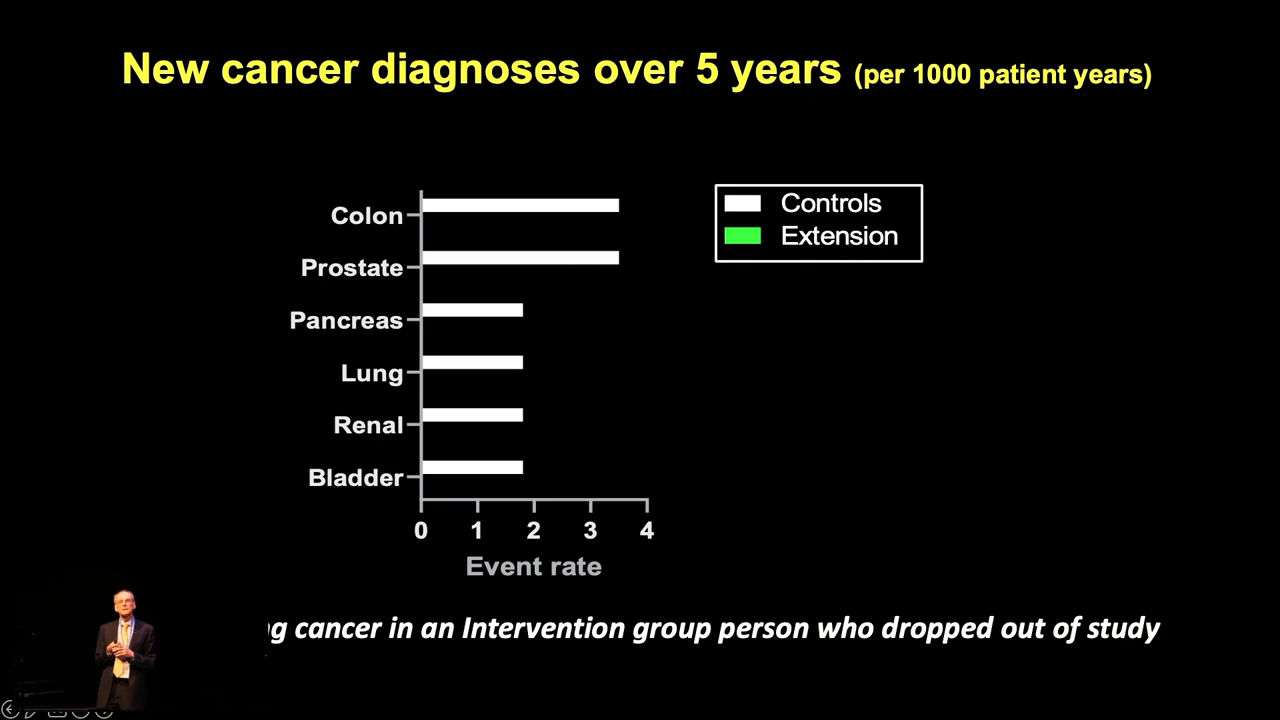 New cancer diagnoses over 5 years (per 1000 patient years)
Controls
Extension
Colon
Prostate
Pancreas
Lung
Renal
Bladder
0 1 2 3 4
Event rate
cancer in an Intervention group person who dropped out of study